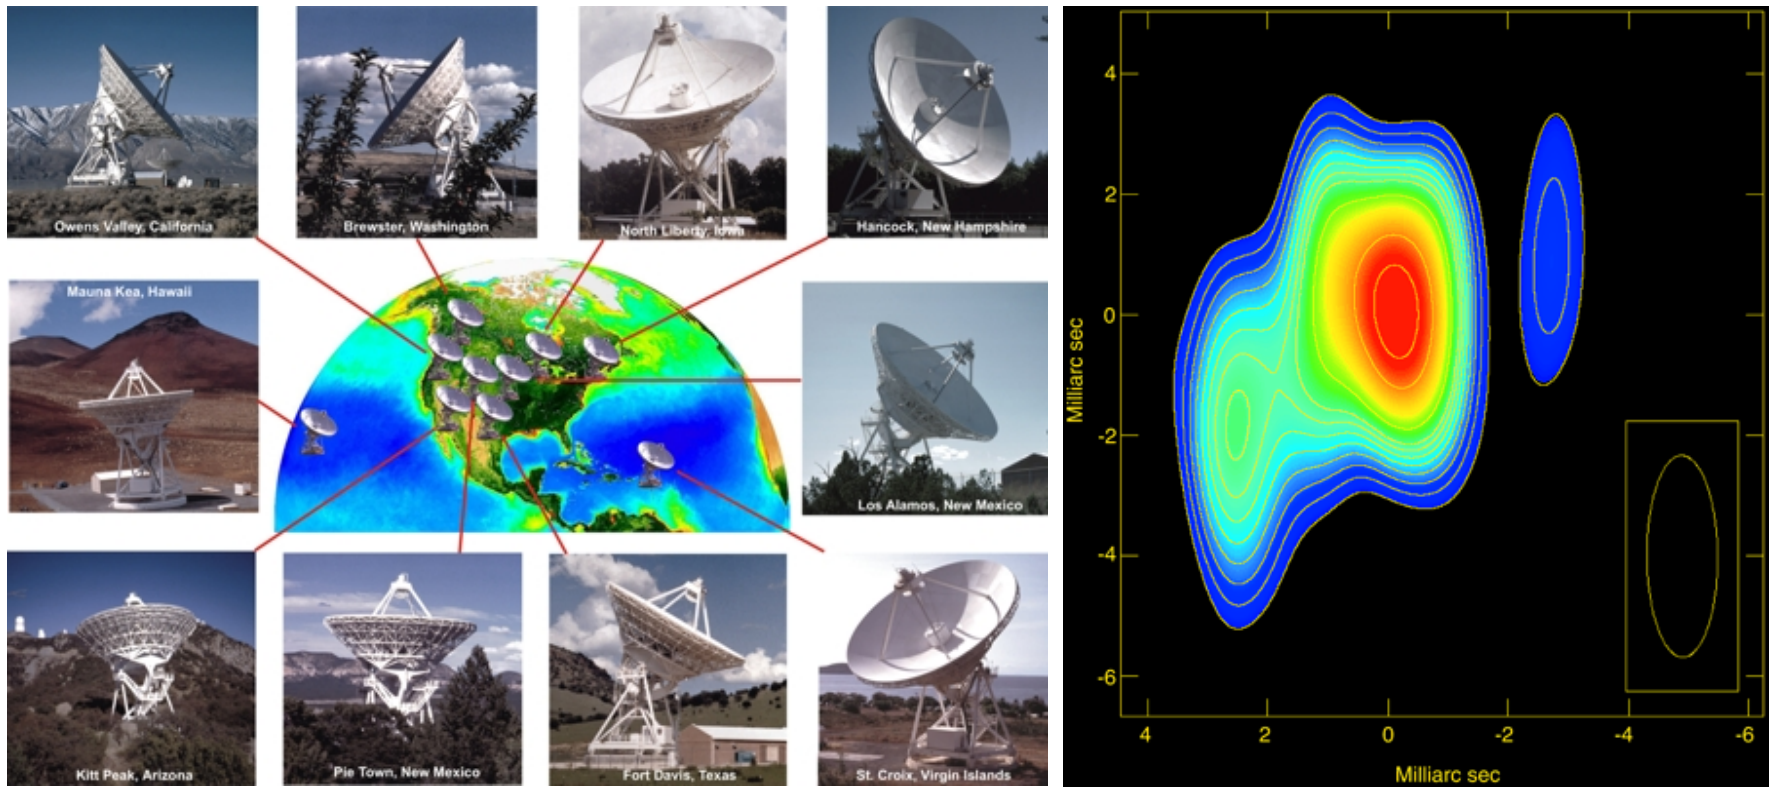 Owens Valley, California
Brewster, Washington
North Liberty, Iowa
Hancock, New Hampshire
Mauna Kea, Hawaii
Los Alamos, New Mexico
Kitt Peak, Arizona
Pie Town, New Mexico
Fort Davis, Texas
St. Croix, Virgin Islands
4
2
0
-2
-4
-6
Milliarc sec
4
2
0
-2
-4
-6
Milliarc sec